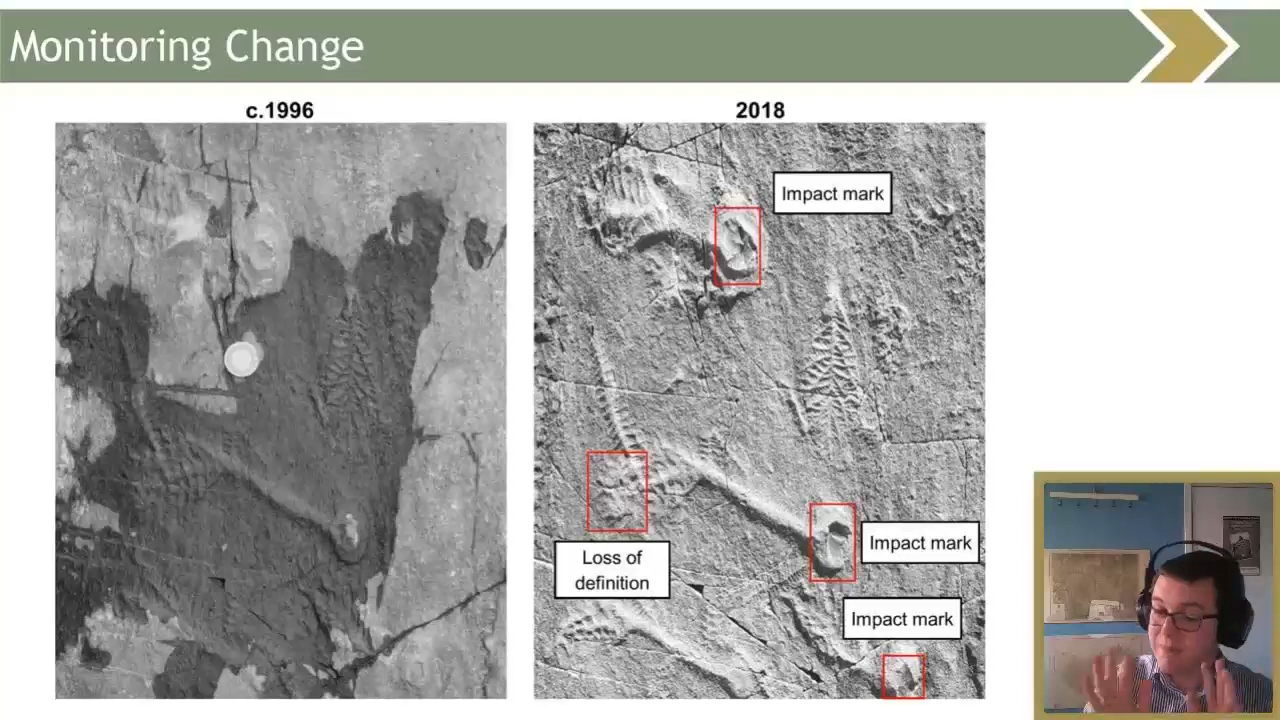 Monitoring Change
c.1996
2018
Impact mark
Loss of
definition
Impact mark
Impact mark